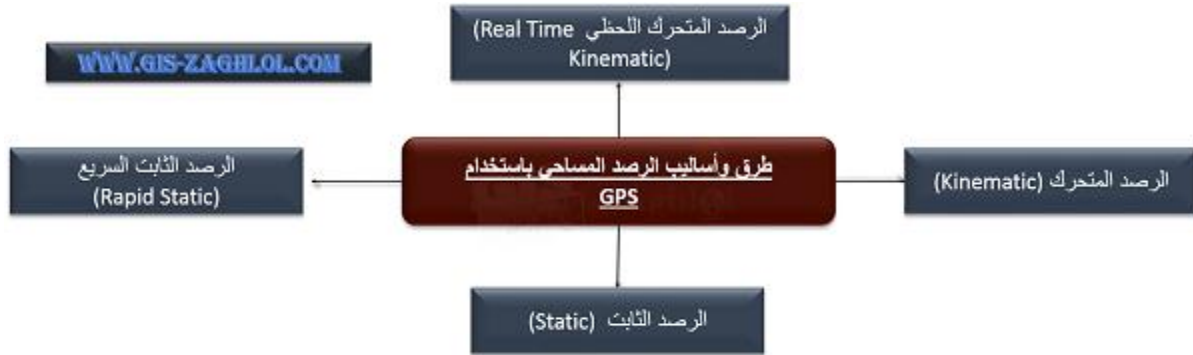 الرصد المتحرك اللحظي (Real Time
Kinematic)
WWW.GIS-ZAGHLOL.COM
طرق وأساليب الرصد المساحي باستخدام
GPS
الرصد الثابت السريع
(Rapid Static)
الرصد المتحرك (Kinematic)
الرصد الثابت (Static)